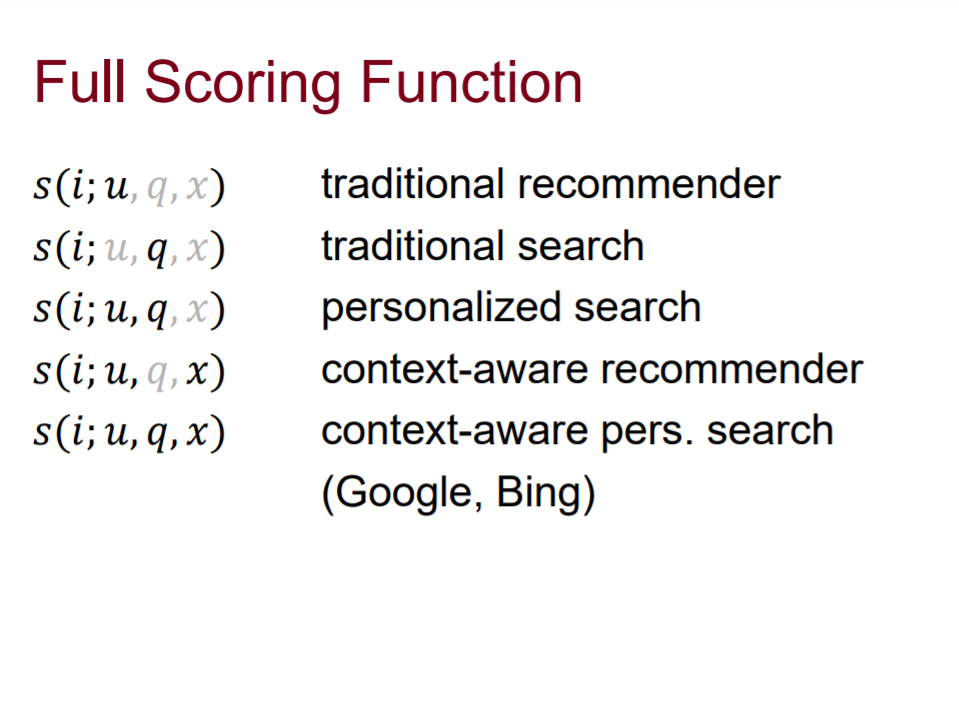 Full Scoring Function
s(i; u, q, x) traditional recommender
s(i; u, q, x) traditional search
s(i; u, q, x) personalized search
s(i; u, q, x) context-aware recommender
s(i; u, q, x) context-aware pers. search
(Google, Bing)